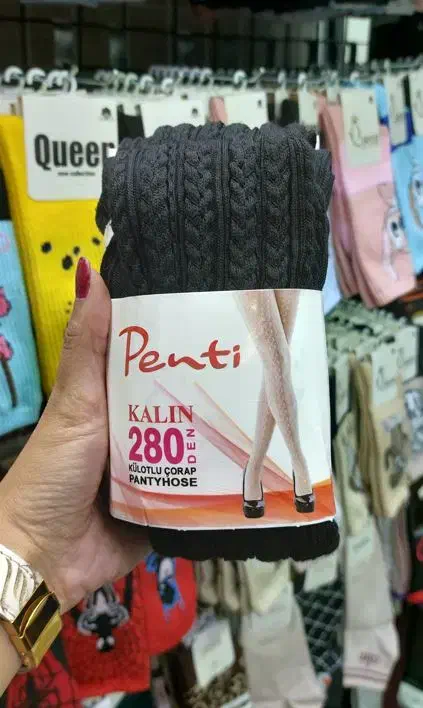 Queen
Penti
KALIN
280
DEN
KÜLOTLU ÇORAP
PANTYHOSE